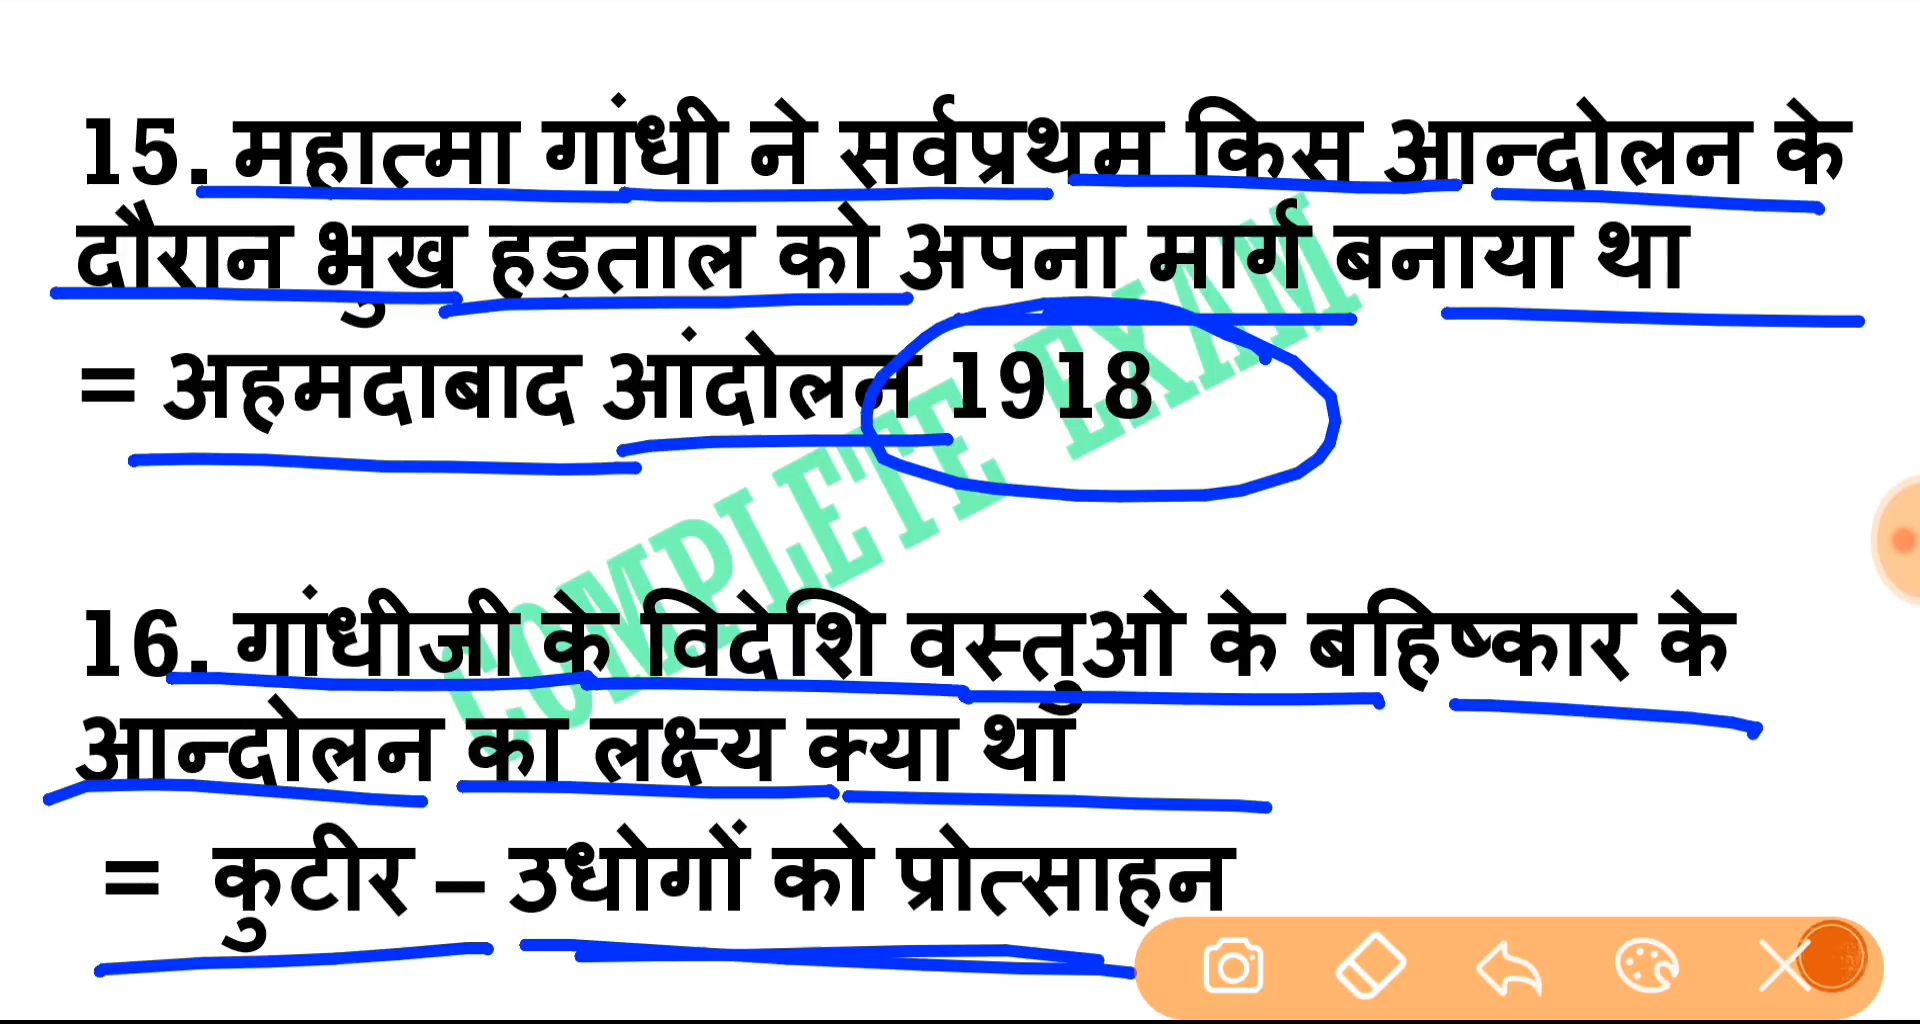 15. महात्मा गांधी ने सर्वप्रथम किस आन्दोलन के
दौरान भुख हड़ताल को अपना मार्ग बनाया था
= अहमदाबाद आंदोलन 1918
COMPLETE EXAM
16. गांधीजी के विदेशि वस्तुओ के बहिष्कार के
आन्दोलन का लक्ष्य क्या था
= कुटीर – उधोगों को प्रोत्साहन